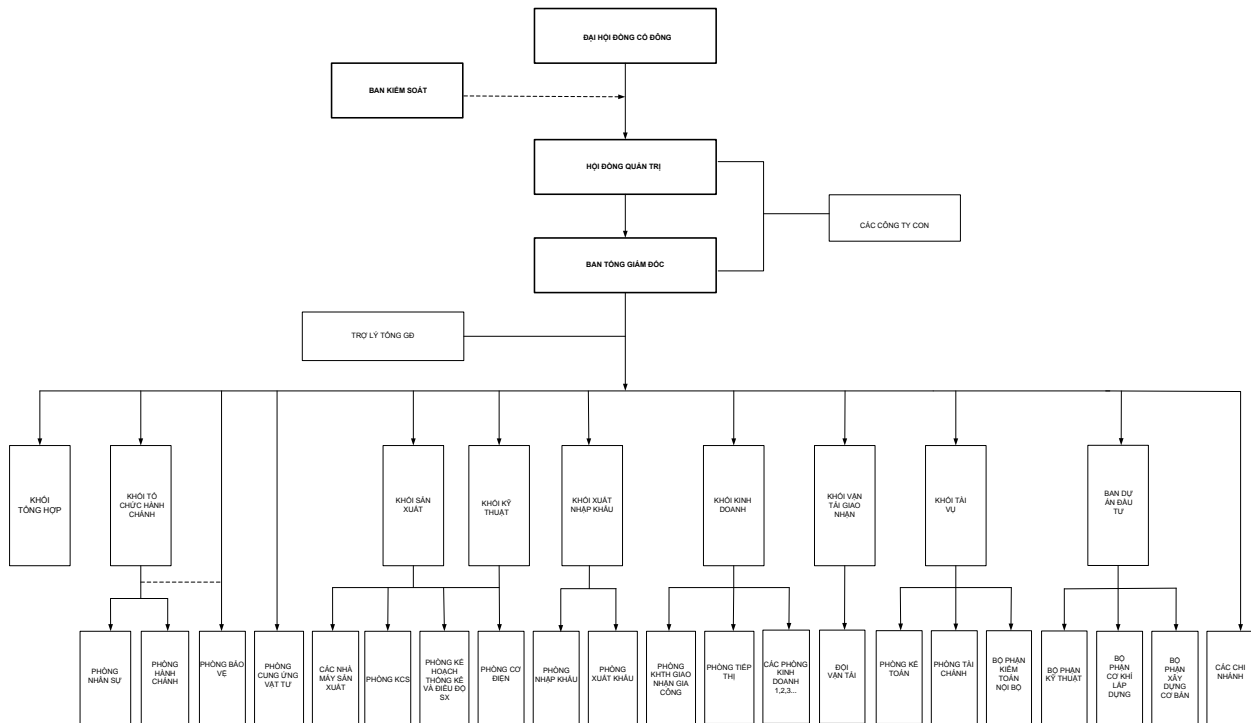 ĐẠI HỘI ĐỒNG CỔ ĐÔNG
BAN KIỂM SOÁT
HỘI ĐỒNG QUẢN TRỊ
CÁC CÔNG TY CON
BAN TỔNG GIÁM ĐỐC
TRỢ LÝ TỔNG GĐ
KHỐI
TỔNG HỢP
KHỐI TỔ
CHỨC HÀNH
CHÁNH
KHỐI SẢN
XUẤT
KHỐI KỸ
THUẬT
KHỐI XUẤT
NHẬP KHẨU
KHỐI KINH
DOANH
KHỐI VẬN
TẢI GIAO
NHẬN
KHỐI TÀI
VỤ
BAN DỰ
ÁN ĐẦU
TƯ
PHÒNG
NHÂN SỰ
PHÒNG
HÀNH
CHÁNH
PHÒNG BẢO
VỆ
PHÒNG
CUNG ỨNG
VẬT TƯ
CÁC NHÀ
MÁY SẢN
XUẤT
PHÒNG KCS
PHÒNG KẾ
HOẠCH
THỐNG KÊ
VÀ ĐIỀU ĐỘ
SX
PHÒNG CƠ
ĐIỆN
PHÒNG
NHẬP KHẨU
PHÒNG
XUẤT KHẨU
PHÒNG
KHTH GIAO
NHẬN GIA
CÔNG
PHÒNG TIẾP
THỊ
CÁC PHÒNG
KINH
DOANH
1,2,3...
ĐỘI
VẬN TẢI
PHÒNG KẾ
TOÁN
PHÒNG TÀI
CHÁNH
BỘ PHẬN
KIỂM
TOÁN
NỘI BỘ
BỘ PHẬN
KỸ THUẬT
BỘ
PHẬN
CƠ KHÍ
LẮP
DỰNG
BỘ
PHẬN
XÂY
DỰNG
CƠ BẢN
CÁC CHI
NHÁNH